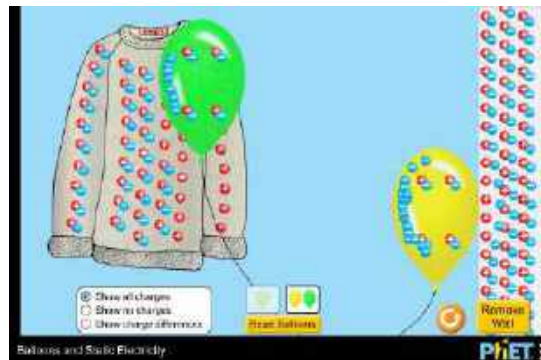 Show all charges
Show no charges
Show charge differences
Reset Balloons
Remove
Wall
Balloons and Static Electricity
PhET